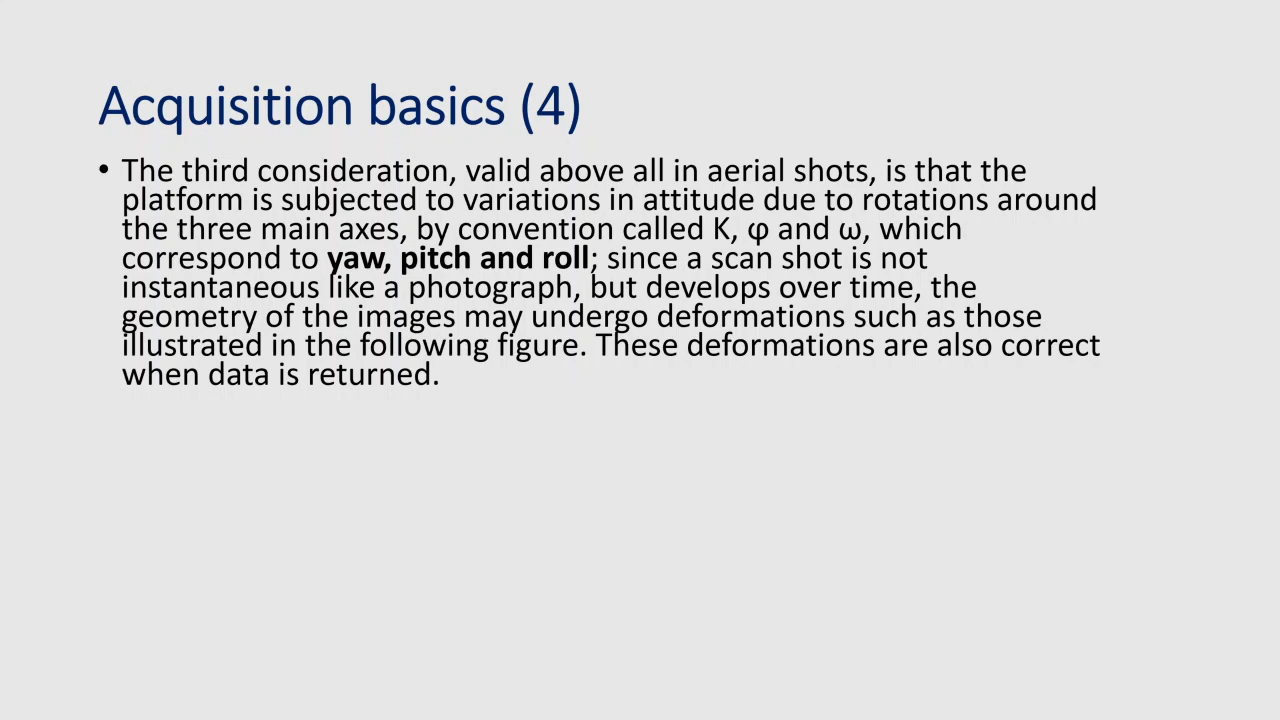 Acquisition basics (4)
• The third consideration, valid above all in aerial shots, is that the
platform is subjected to variations in attitude due to rotations around
the three main axes, by convention called K, φ and ω, which
correspond to yaw, pitch and roll; since a scan shot is not
instantaneous like a photograph, but develops over time, the
geometry of the images may undergo deformations such as those
illustrated in the following figure. These deformations are also correct
when data is returned.